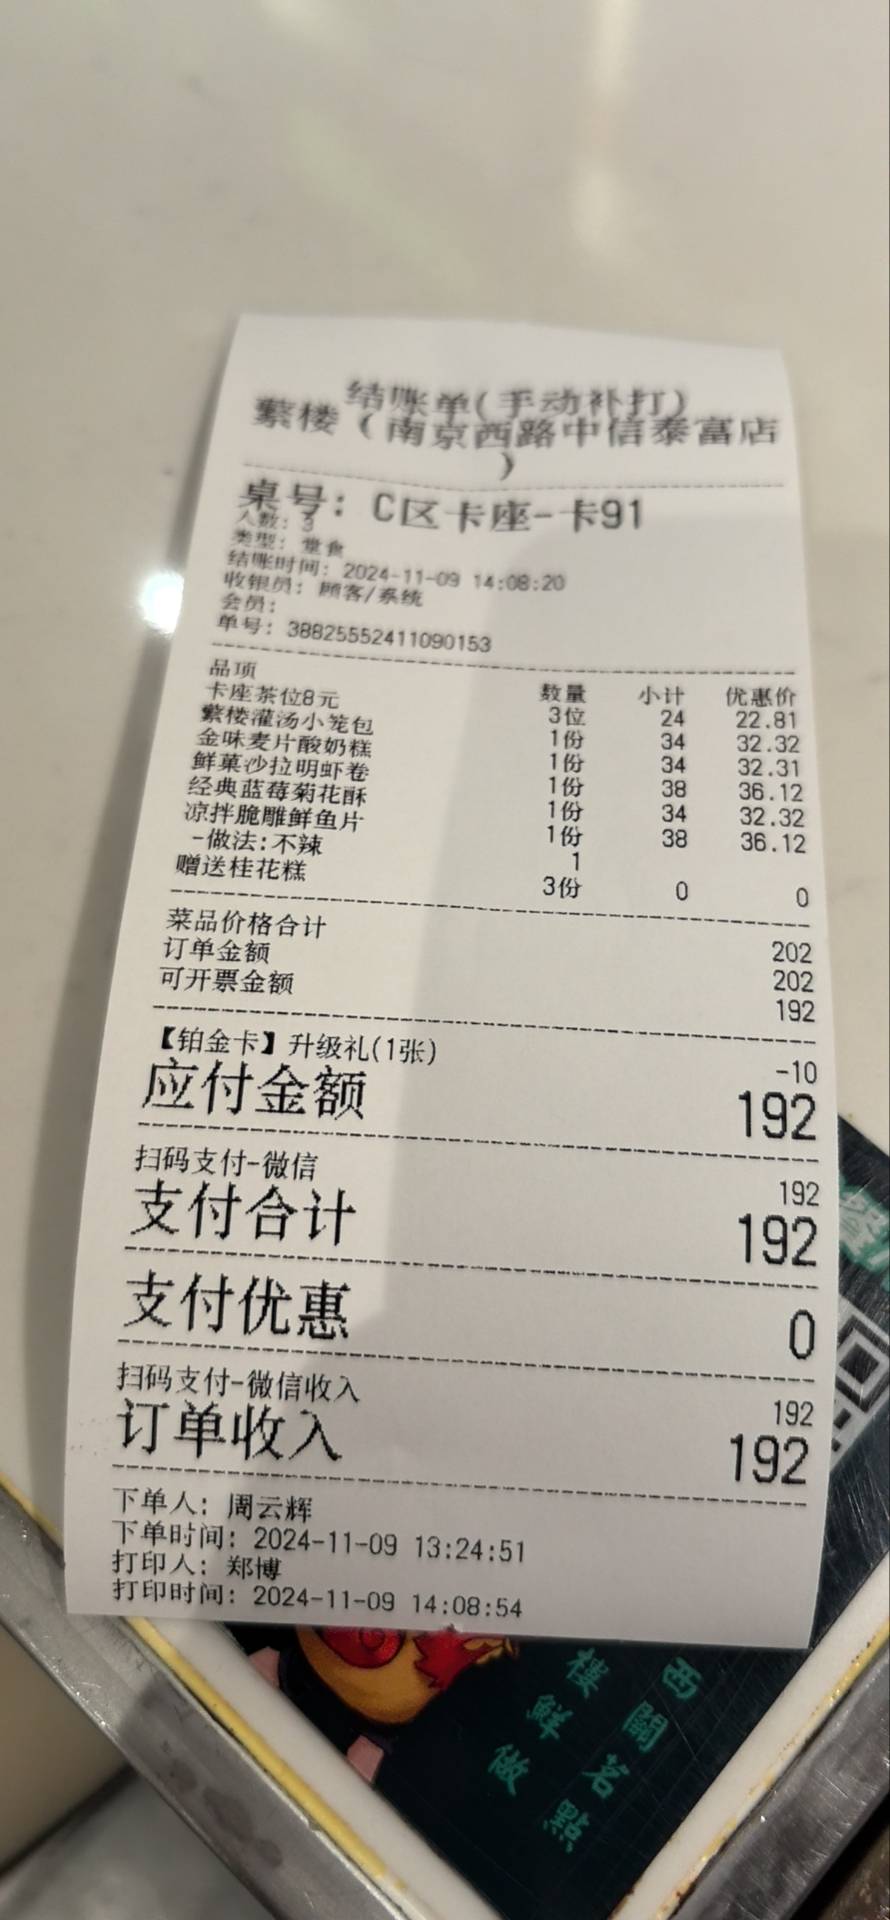 结账单(手动补打)
蘩楼（南京西路中信泰富店
）
桌号：C区卡座-卡91
人数：3
类型：堂食
结账时间：2024-11-09 14:08:20
收银员：顾客/系统
会员：
单号：388255524110901​53
品项 数量 小计 优惠价
卡座茶位8元 3位 24 22.81
蘩楼灌汤小笼包 1份 34 32.32
金味麦片酸奶糕 1份 34 32.31
鲜菓沙拉明虾卷 1份 38 36.12
经典蓝莓菊花酥 1份 34 32.32
凉拌脆雕鲜鱼片 1份 38 36.12
-做法:不辣 1
赠送桂花糕 3份 0 0
菜品价格合计 202
订单金额 202
可开票金额 192
【铂金卡】升级礼(1张) -10
应付金额 192
扫码支付-微信 192
支付合计 192
支付优惠 0
扫码支付-微信收入 192
订单收入 192
下单人：周云辉
下单时间：2024-11-09 13:24:51
打印人：郑博
打印时间：2024-11-09 14:08:54
西關茗點
樓鮮做